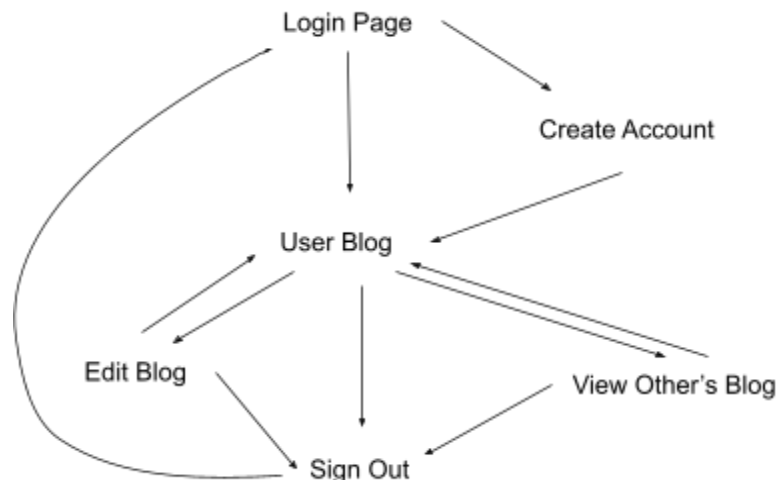 Login Page
Create Account
User Blog
Edit Blog
View Other's Blog
Sign Out